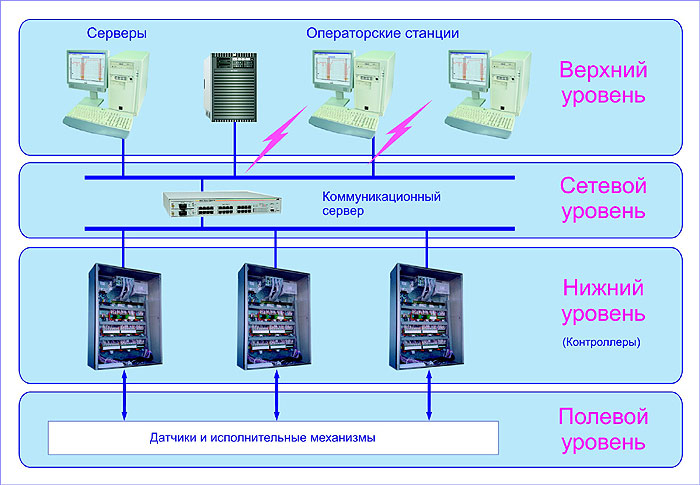 Серверы
Операторские станции
Верхний
уровень
Коммуникационный
сервер
Сетевой
уровень
Нижний
уровень
(Контроллеры)
Датчики и исполнительные механизмы
Полевой
уровень